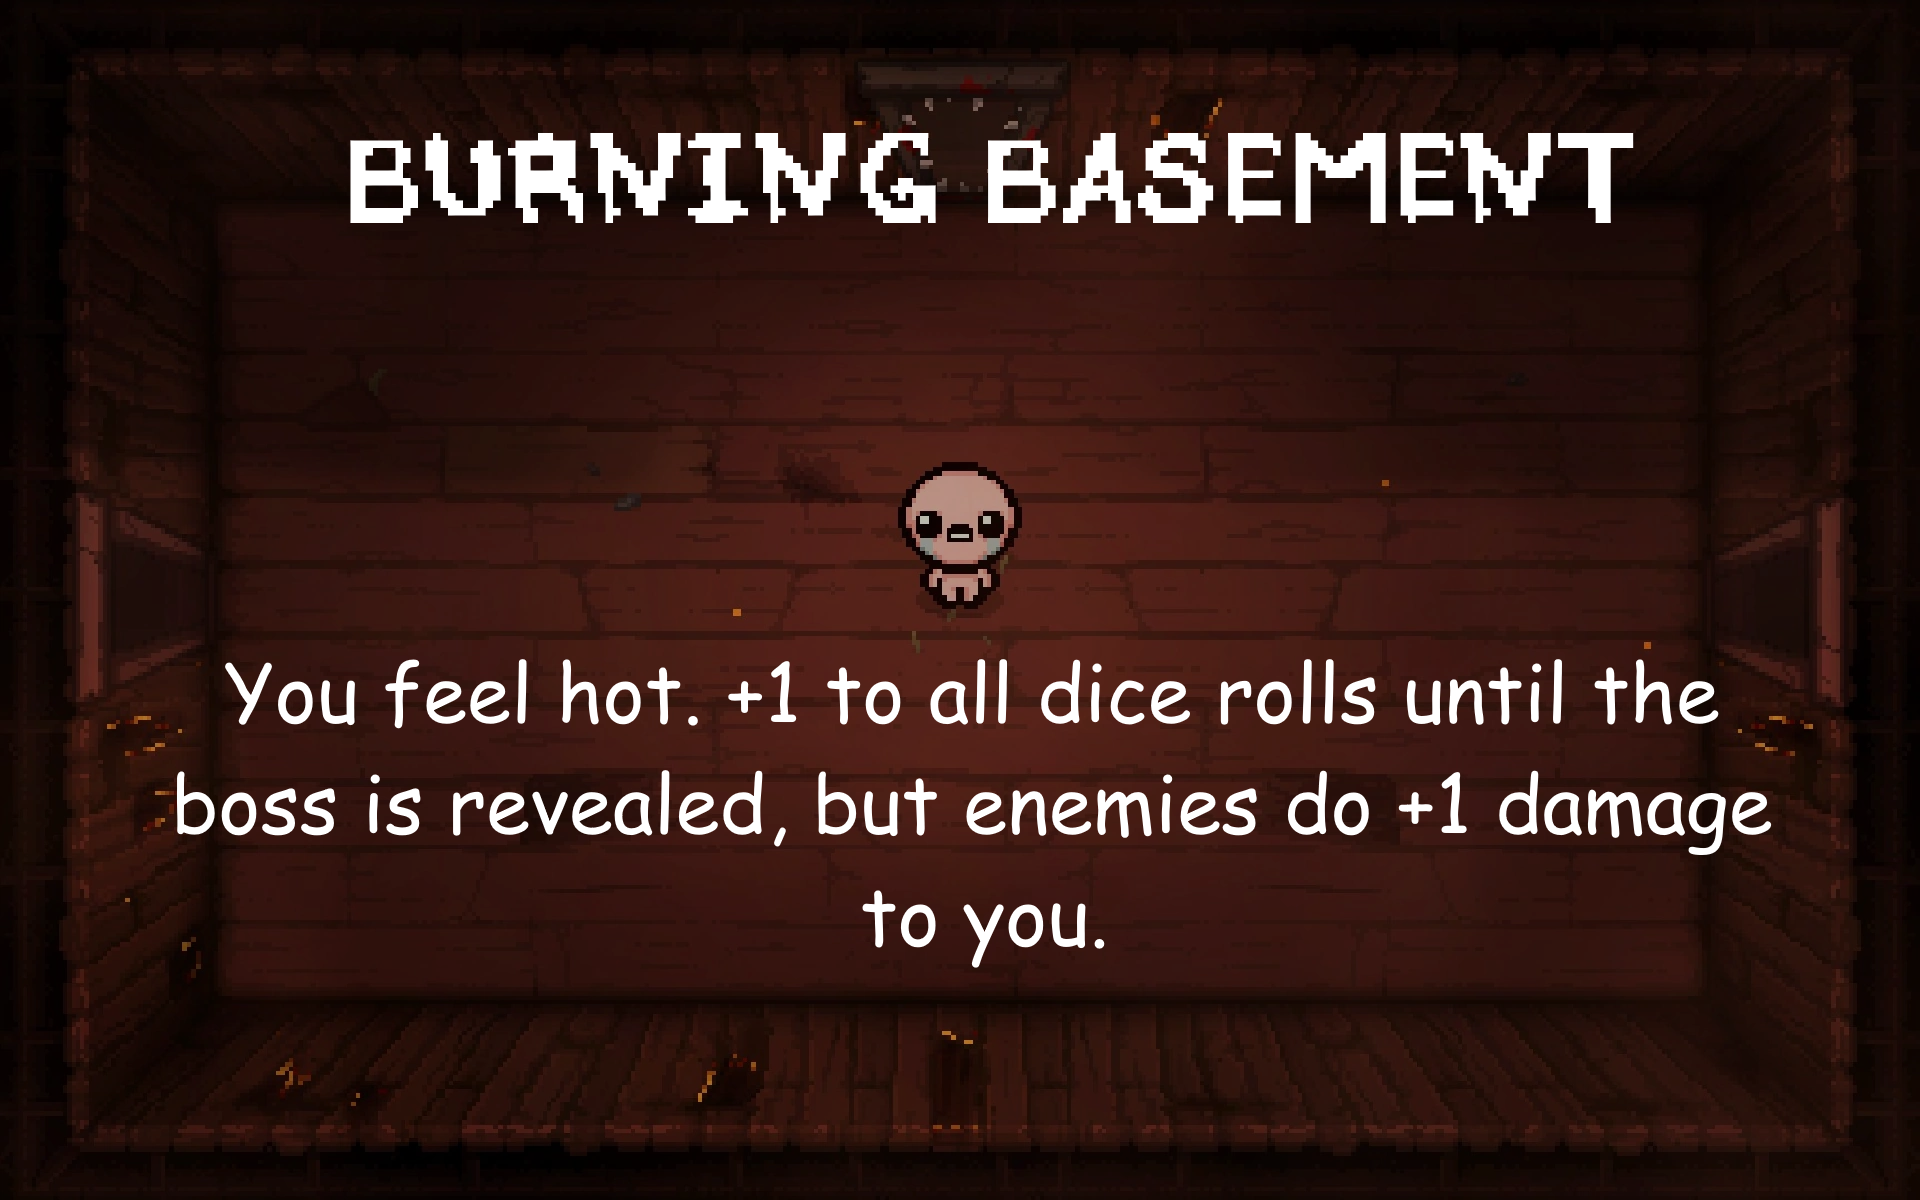 BURNING BASEMENT
You feel hot. +1 to all dice rolls until the
boss is revealed, but enemies do +1 damage
to you.